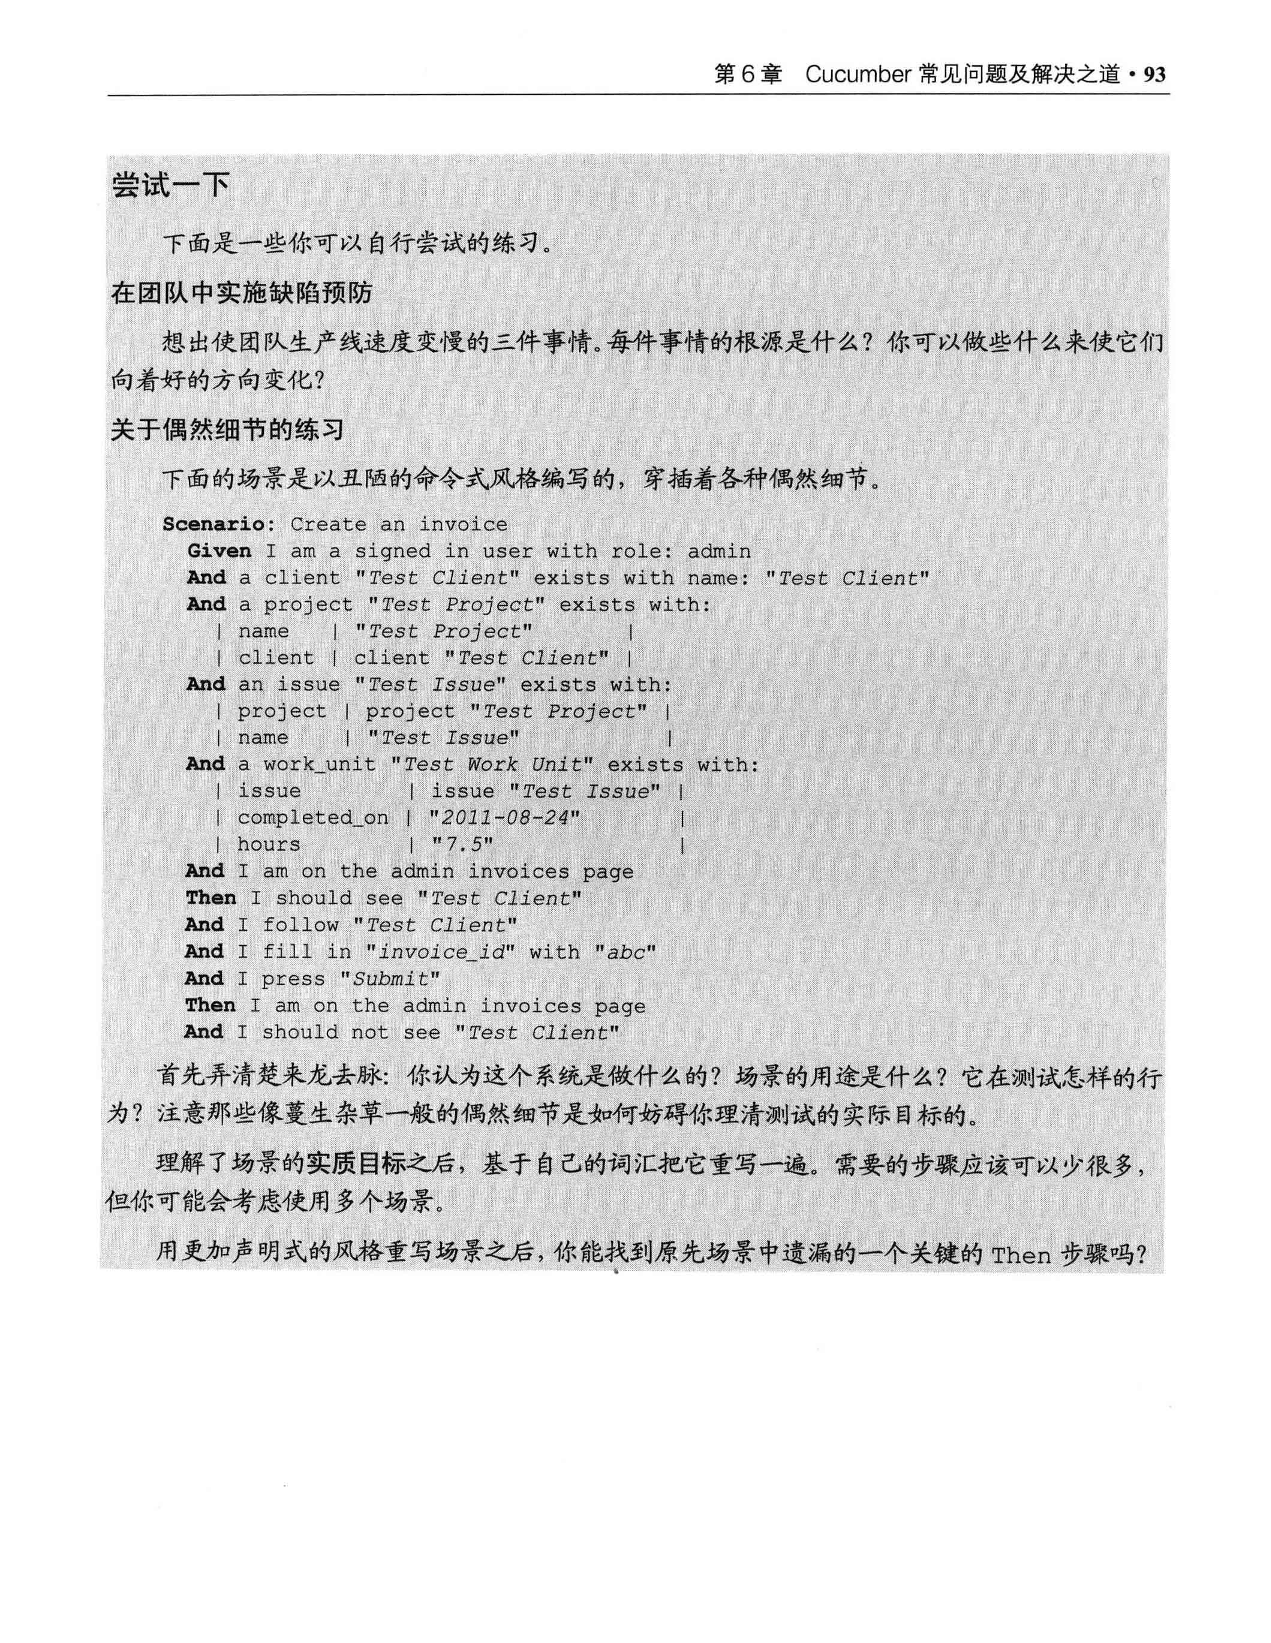 第 6 章 Cucumber 常见问题及解决之道 • 93
尝试一下
下面是一些你可以自行尝试的练习。
在团队中实施缺陷预防
想出使团队生产线速度变慢的三件事情。每件事情的根源是什么？你可以做些什么来使它们
向着好的方向变化？
关于偶然细节的练习
下面的场景是以丑陋的命令式风格编写的，穿插着各种偶然细节。
Scenario: Create an invoice
Given I am a signed in user with role: admin
And a client "Test Client" exists with name: "Test Client"
And a project "Test Project" exists with:
| name | "Test Project" |
| client | client "Test Client" |
And an issue "Test Issue" exists with:
| project | project "Test Project" |
| name | "Test Issue" |
And a work_unit "Test Work Unit" exists with:
| issue | issue "Test Issue" |
| completed_on | "2011-08-24" |
| hours | "7.5" |
And I am on the admin invoices page
Then I should see "Test Client"
And I follow "Test Client"
And I fill in "invoice_id" with "abc"
And I press "Submit"
Then I am on the admin invoices page
And I should not see "Test Client"
首先弄清楚来龙去脉：你认为这个系统是做什么的？场景的用途是什么？它在测试怎样的行
为？注意那些像蔓生杂草一般的偶然细节是如何妨碍你理清测试的实际目标的。
理解了场景的实质目标之后，基于自己的词汇把它重写一遍。需要的步骤应该可以少很多，
但你可能会考虑使用多个场景。
用更加声明式的风格重写场景之后，你能找到原先场景中遗漏的一个关键的 Then 步骤吗？